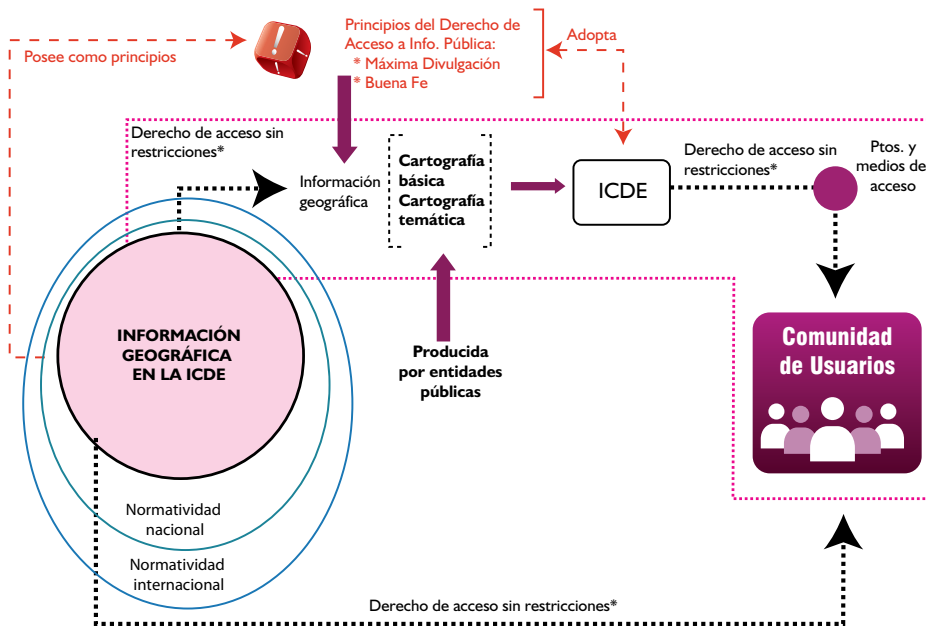 Posee como principios
Principios del Derecho de
Acceso a Info. Pública:
* Máxima Divulgación
* Buena Fe
Adopta
Derecho de acceso sin
restricciones*
Información
geográfica
Cartografía
básica
Cartografía
temática
ICDE
Derecho de acceso sin
restricciones*
Ptos. y
medios de
acceso
INFORMACIÓN
GEOGRÁFICA
EN LA ICDE
Producida
por entidades
públicas
Comunidad
de Usuarios
Normatividad
nacional
Normatividad
internacional
Derecho de acceso sin restricciones*